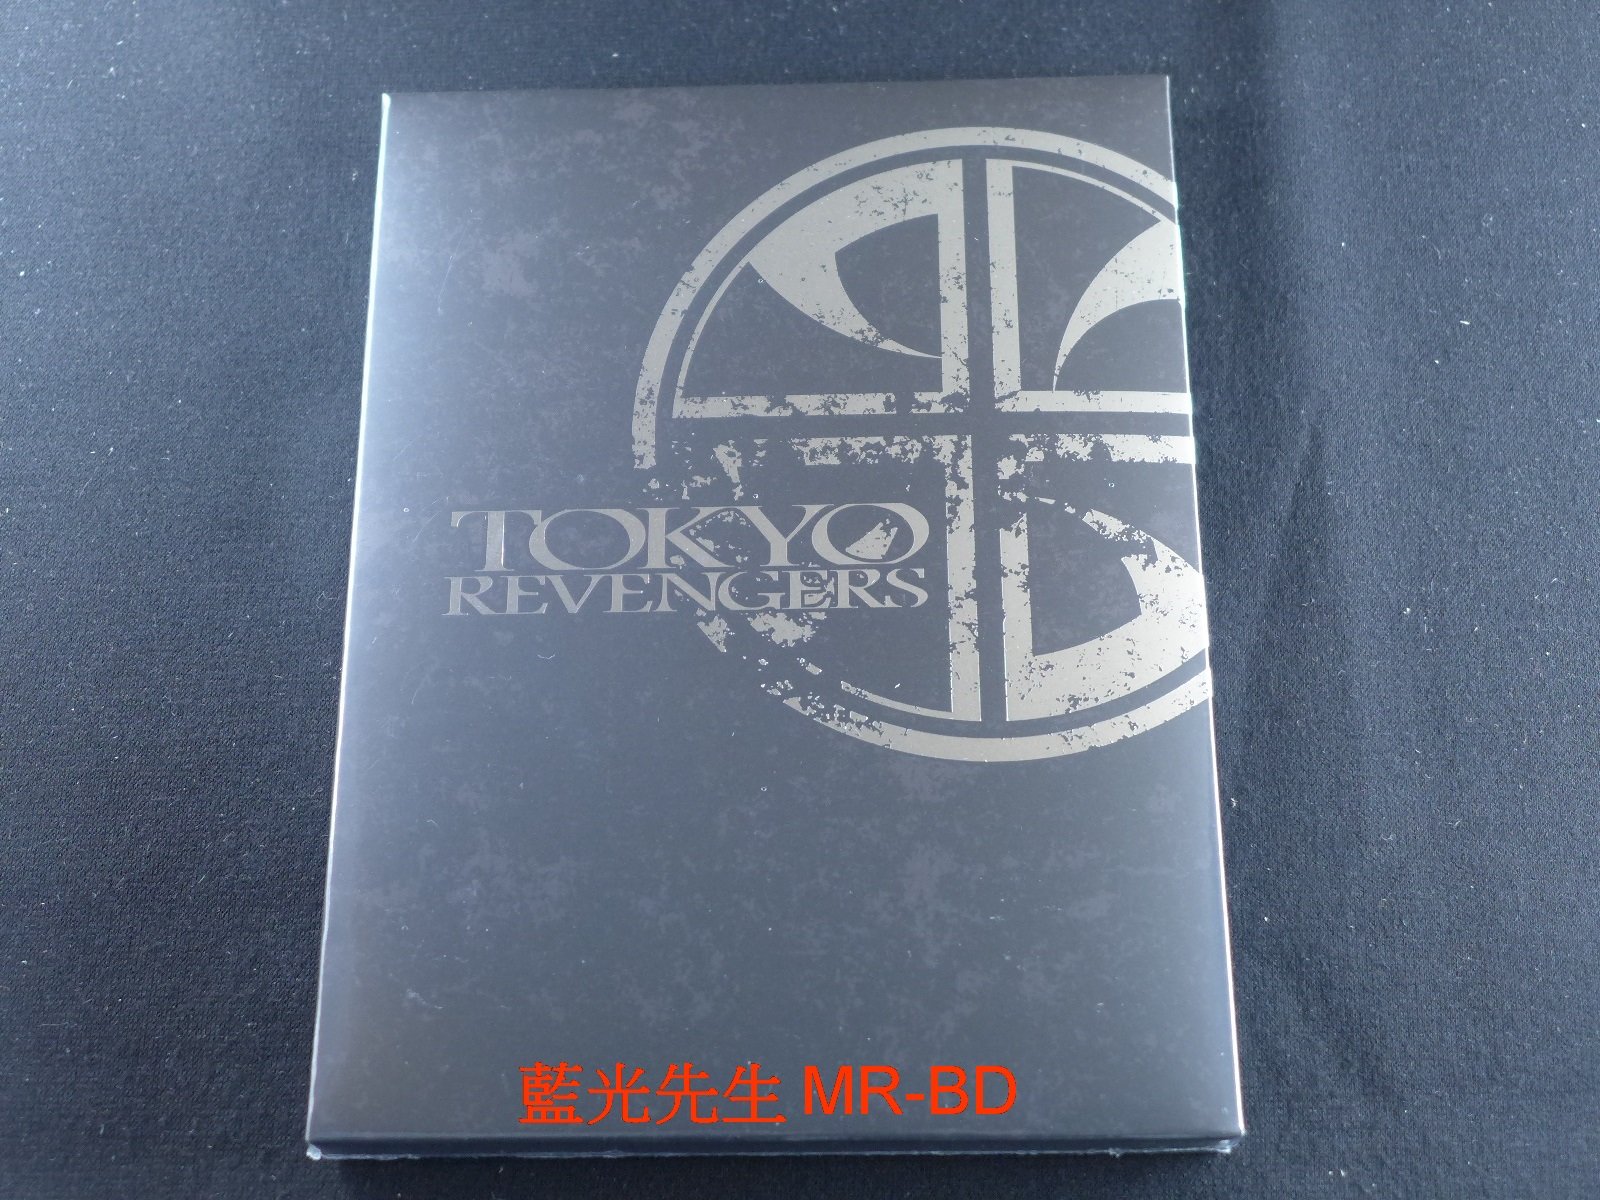 TOKYO
REVENGERS
藍光先生 MR-BD